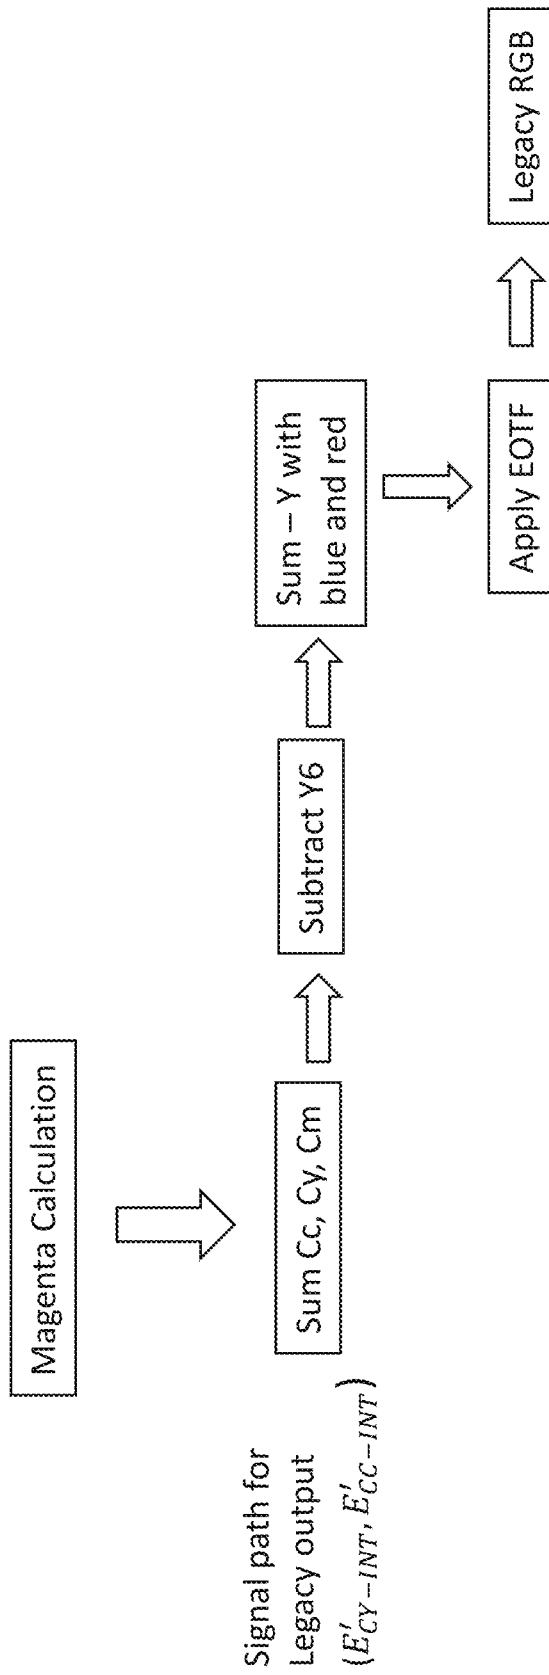 Magenta Calculation
Signal path for
Legacy output
(E'CY−INT, E'CC−INT)
Sum Cc, Cy, Cm
Subtract Y6
Sum – Y with
blue and red
Apply EOTF
Legacy RGB